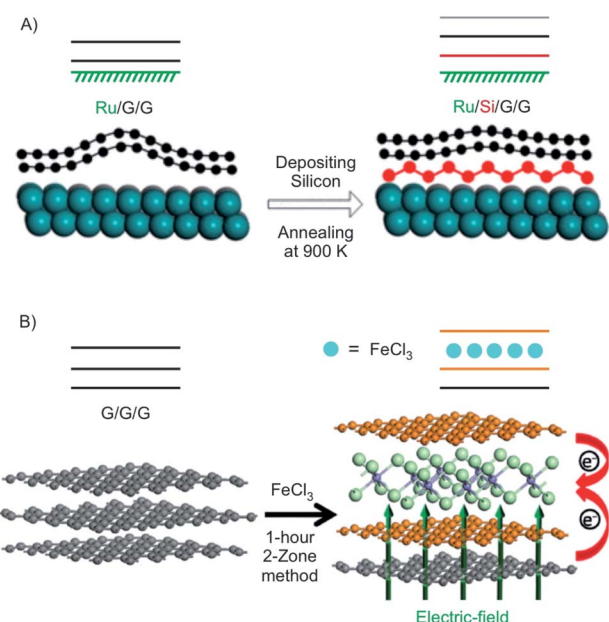 A)
Ru/G/G
Ru/Si/G/G
Depositing
Silicon
Annealing
at 900 K
B)
G/G/G
= FeCl3
FeCl3
1-hour
2-Zone
method
e-
e-
Electric-field